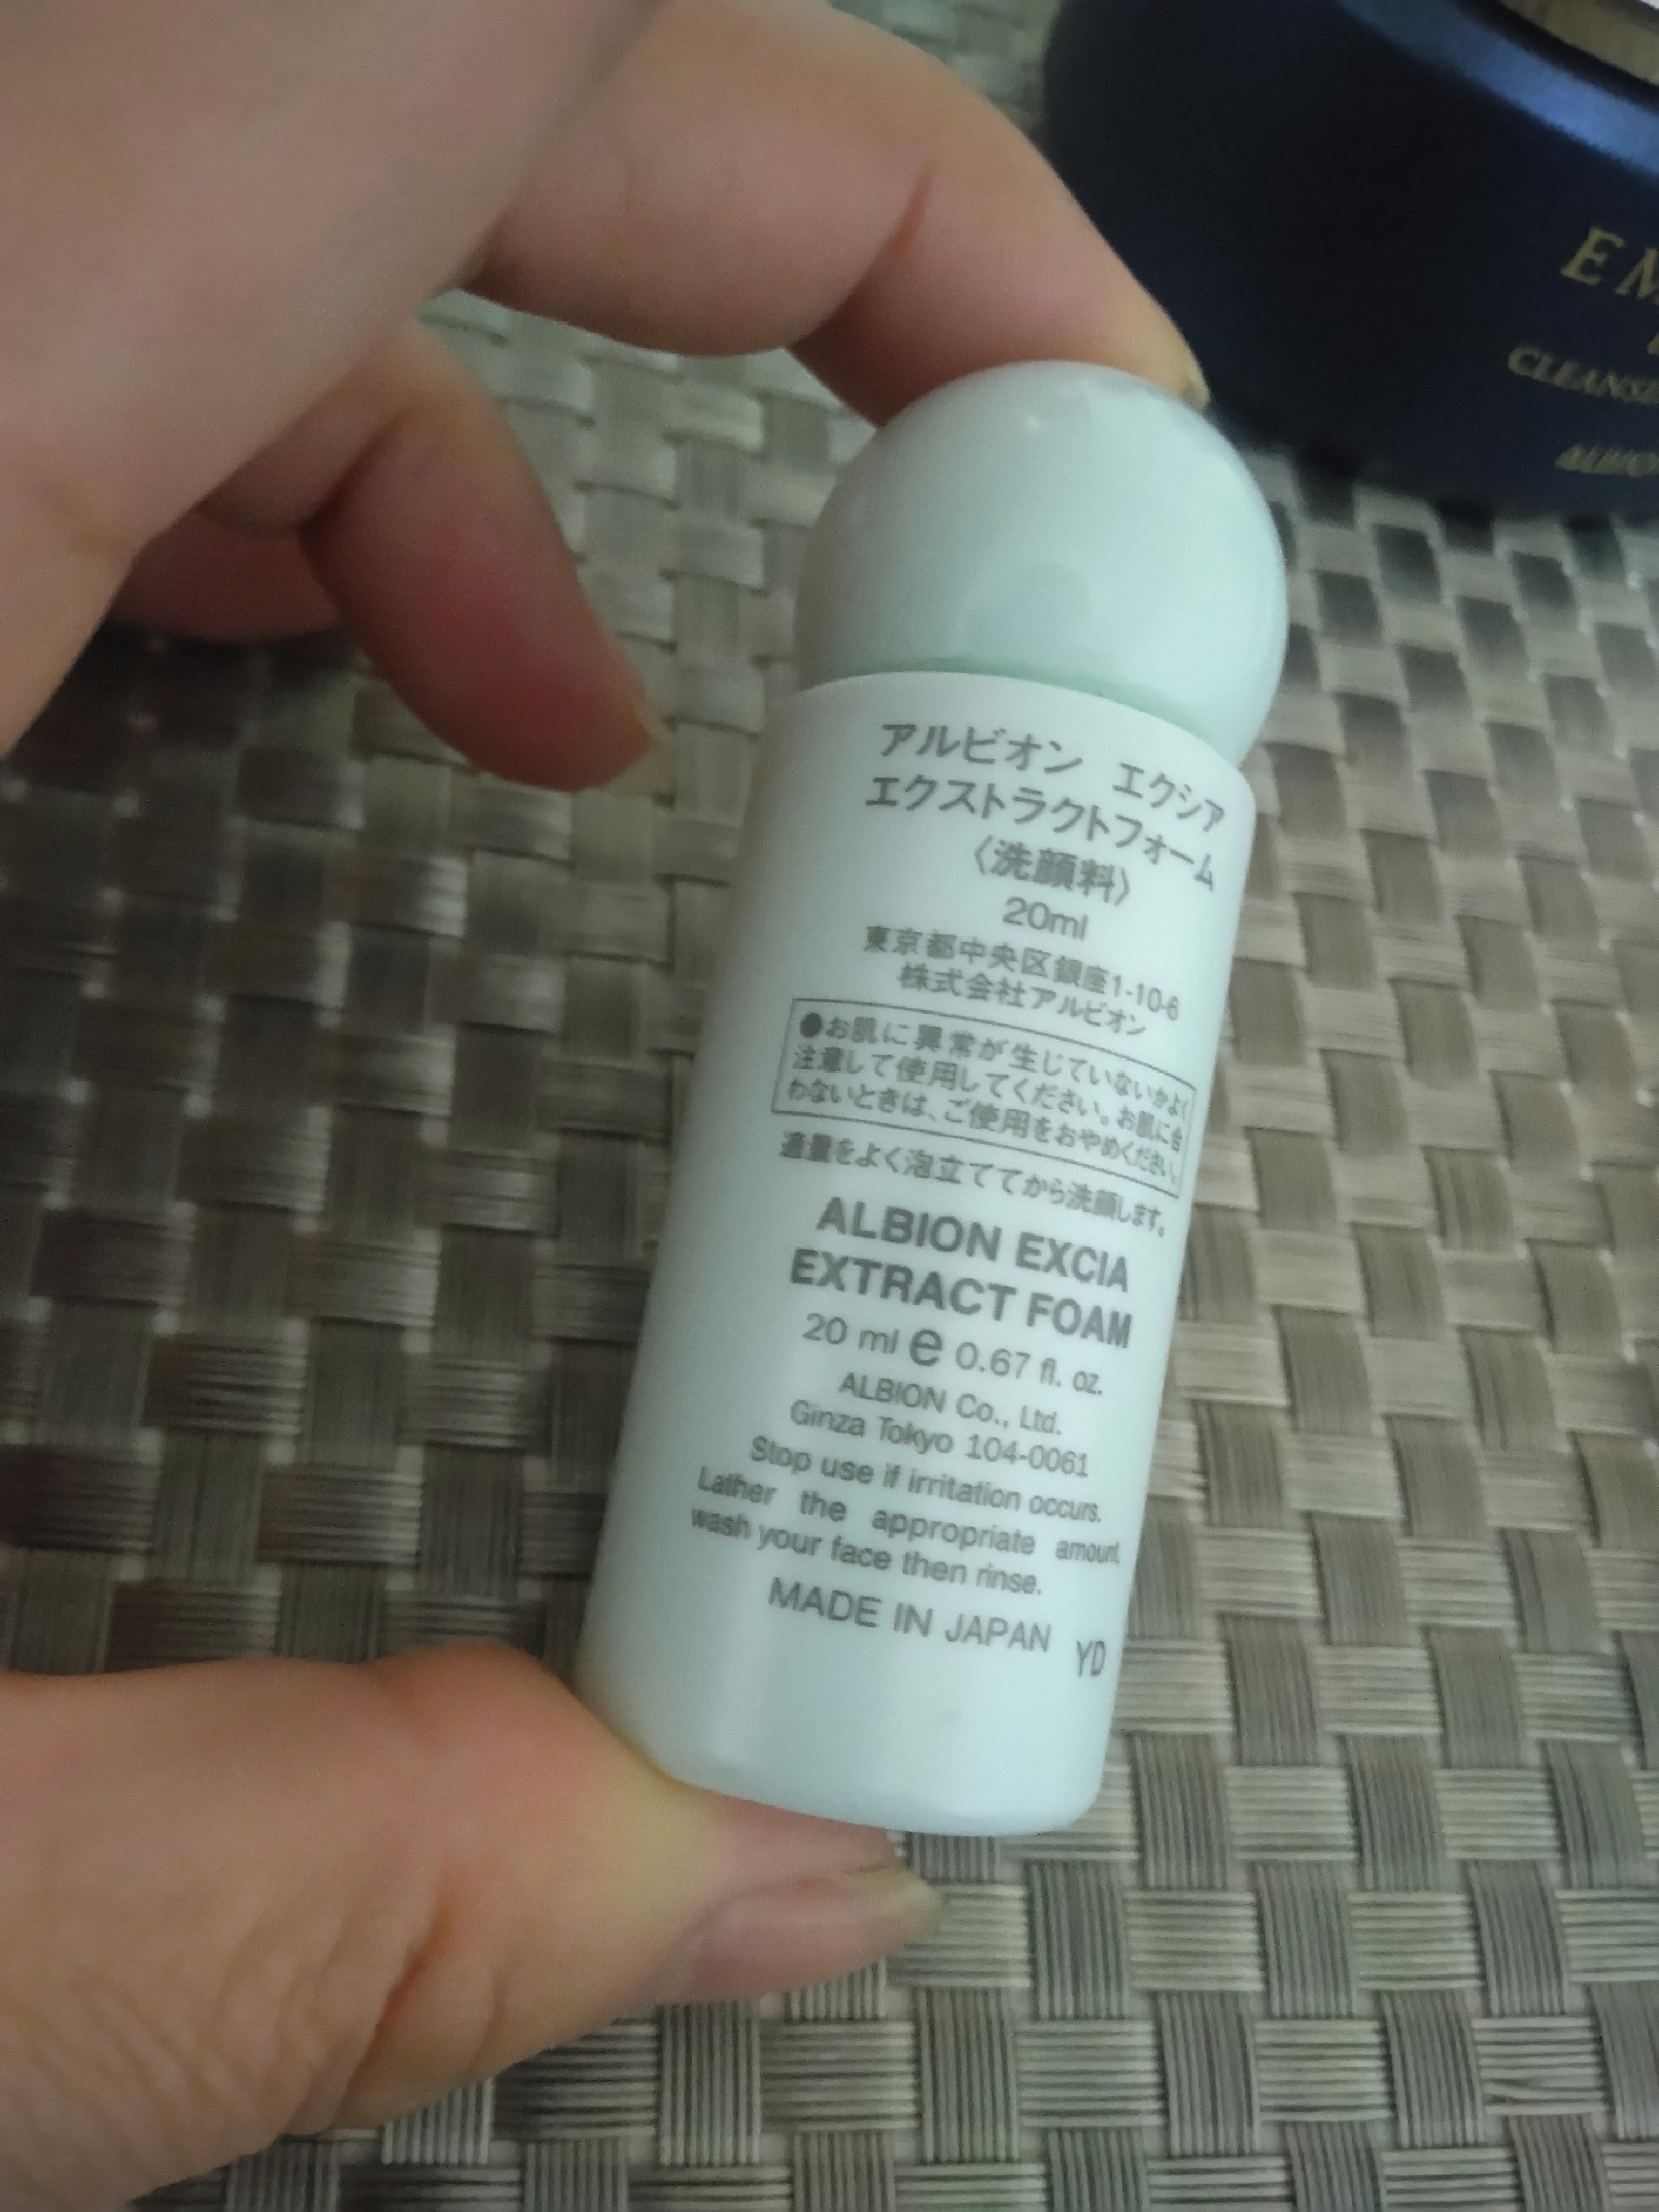 アルビオン エクシア
エクストラクトフォーム
〈洗顔料〉
20ml
東京都中央区銀座1-10-6
株式会社アルビオン
●お肌に異常が生じていないかよく
注意して使用してください。お肌に合
わないときは、ご使用をおやめください。
適量をよく泡立ててから洗顔します。
ALBION EXCIA
EXTRACT FOAM
20 ml e 0.67 fl. oz.
ALBION Co., Ltd.
Ginza Tokyo 104-0061
Stop use if irritation occurs.
Lather the appropriate amount,
wash your face then rinse.
MADE IN JAPAN YD